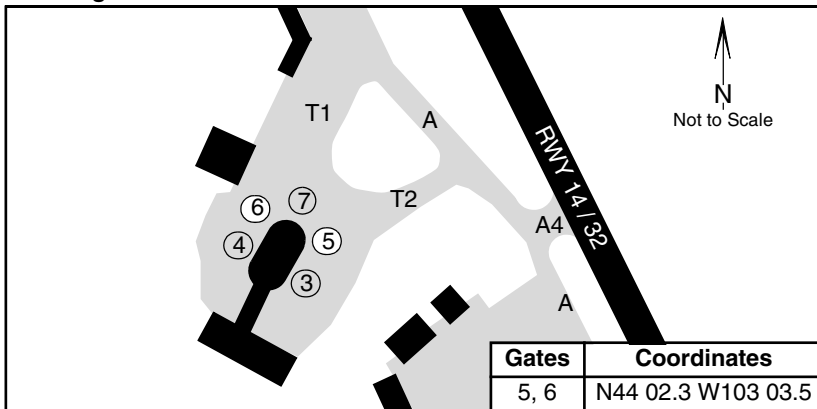 N
Not to Scale
T1
A
T2
RWY 14 / 32
A4
A
6
7
4
5
3
Gates Coordinates
5, 6 N44 02.3 W103 03.5